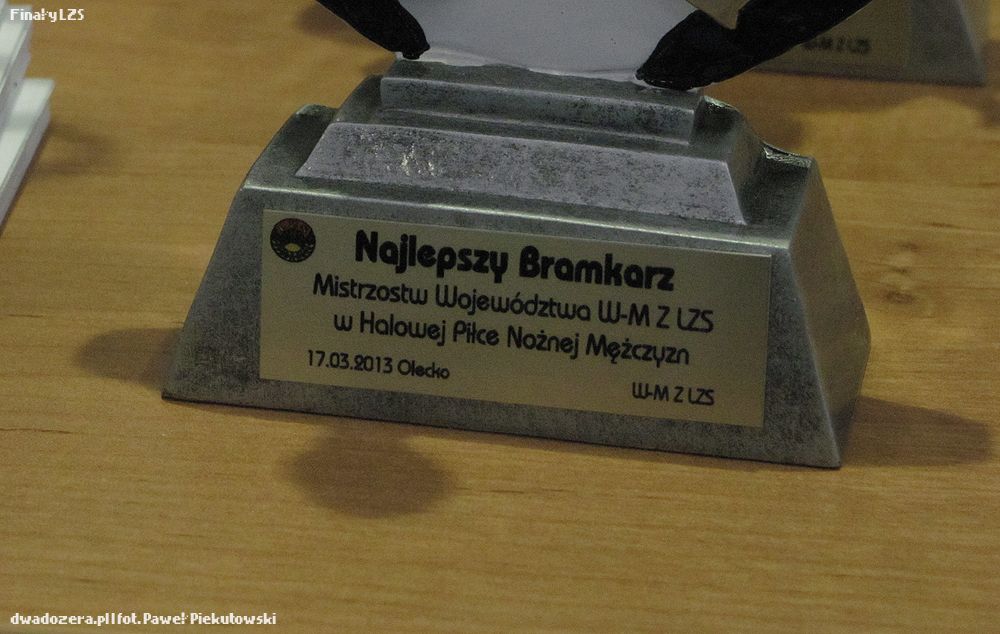 Finały LZS
W-M Z LZS
Najlepszy Bramkarz
Mistrzostw Województwa W-M Z LZS
w Halowej Piłce Nożnej Mężczyzn
17.03.2013 Olecko
W-M Z LZS
dwadozera.pl|fot. Paweł Piekutowski